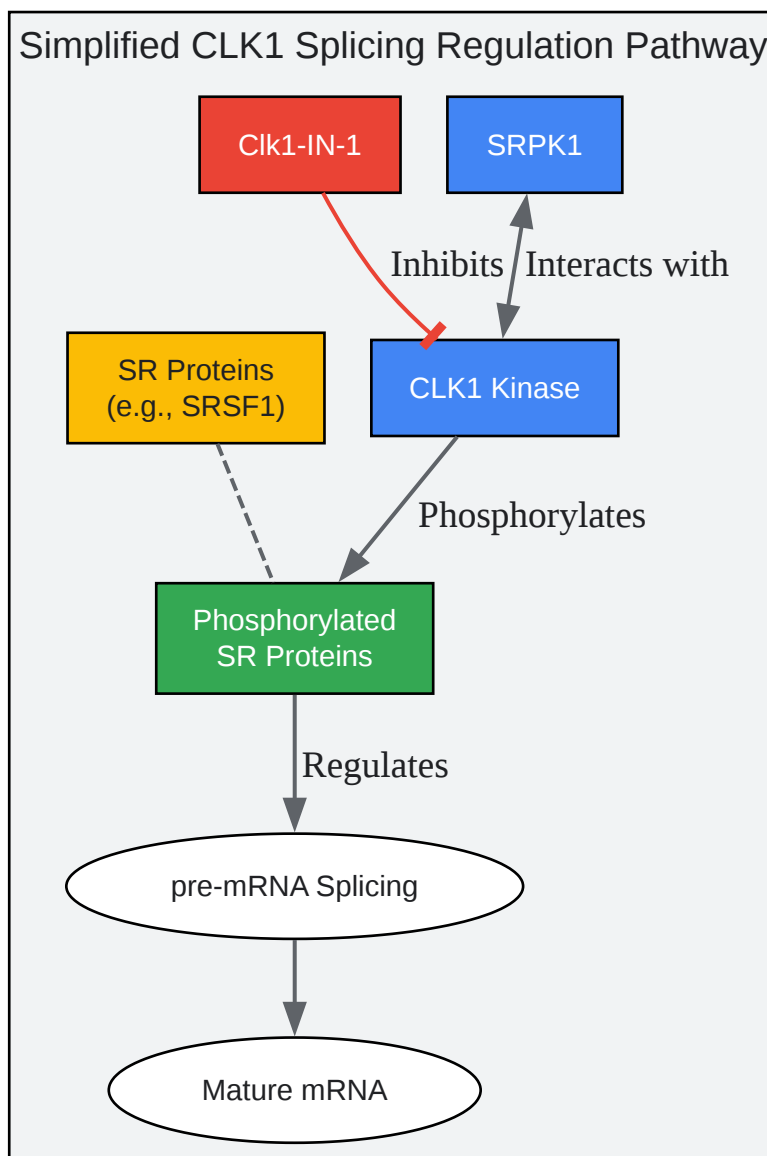 Simplified CLK1 Splicing Regulation Pathway
Clk1-IN-1
SRPK1
Inhibits
Interacts with
SR Proteins
(e.g., SRSF1)
CLK1 Kinase
Phosphorylates
Phosphorylated
SR Proteins
Regulates
pre-mRNA Splicing
Mature mRNA